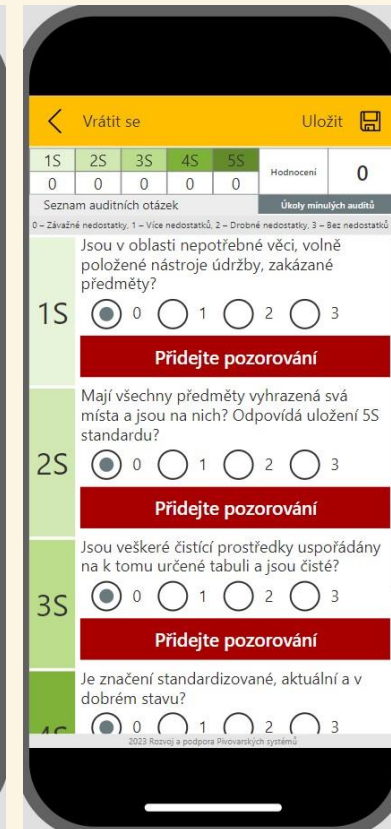 Vrátit se Uložit
1S 2S 3S 4S 5S Hodnocení 0
0 0 0 0 0
Seznam auditních otázek Úkoly minulých auditů
0 – Závažné nedostatky, 1 – Více nedostatků, 2 – Drobné nedostatky, 3 – Bez nedostatků
Jsou v oblasti nepotřebné věci, volně
položené nástroje údržby, zakázané
předměty?
1S 0 1 2 3
Přidejte pozorování
Mají všechny předměty vyhrazená svá
místa a jsou na nich? Odpovídá uložení 5S
standardu?
2S 0 1 2 3
Přidejte pozorování
Jsou veškeré čistící prostředky uspořádány
na k tomu určené tabuli a jsou čisté?
3S 0 1 2 3
Přidejte pozorování
Je značení standardizované, aktuální a v
dobrém stavu?
4S 0 1 2 3
2023 Rozvoj a podpora Pivovarských systémů